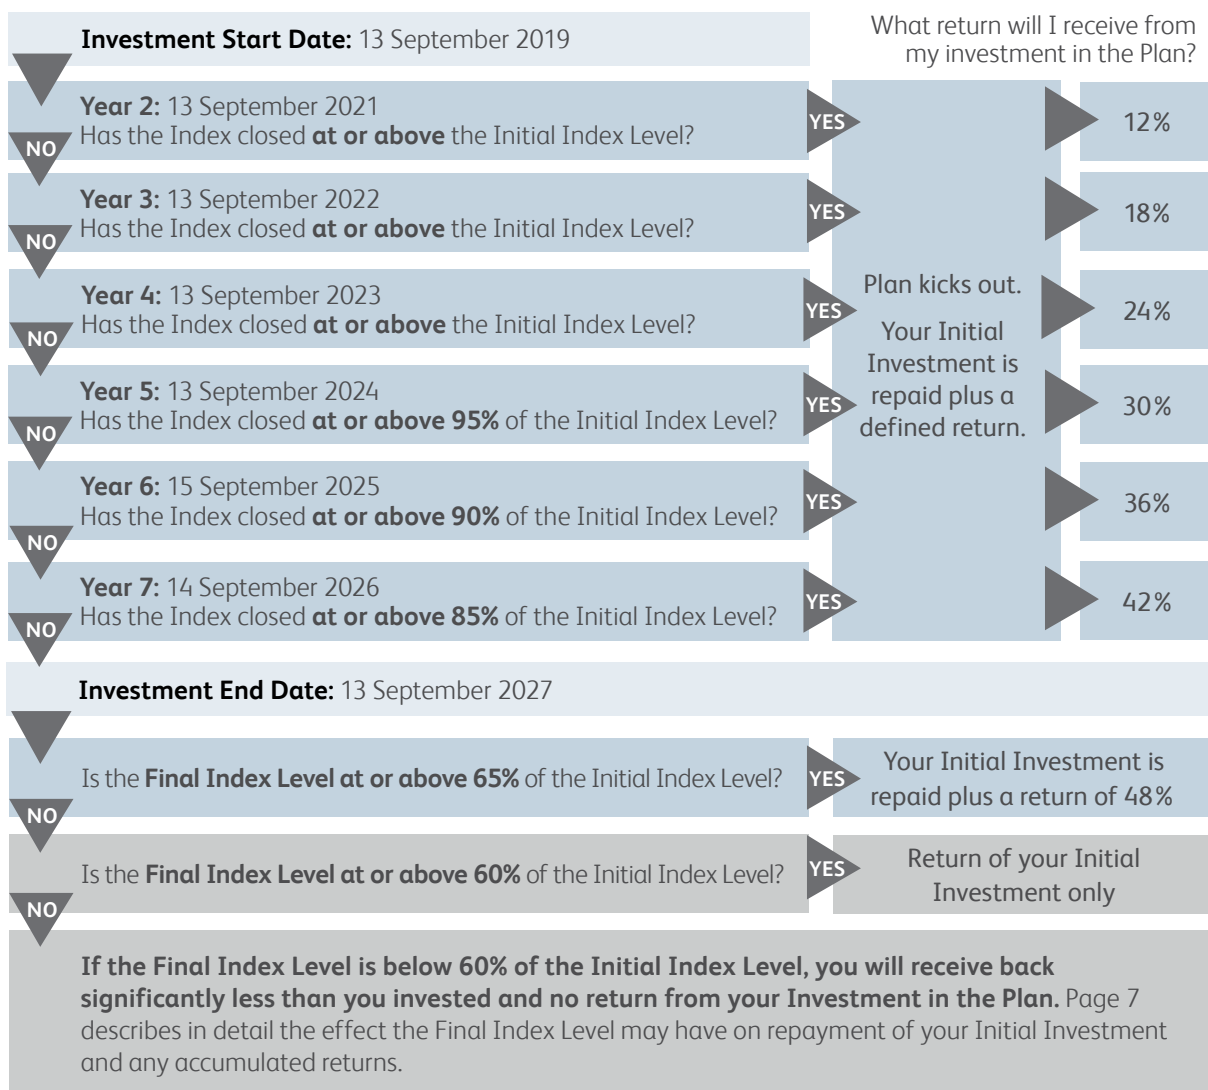 Investment Start Date: 13 September 2019
What return will I receive from
my investment in the Plan?
Year 2: 13 September 2021
Has the Index closed at or above the Initial Index Level?
YES
12%
NO
Year 3: 13 September 2022
Has the Index closed at or above the Initial Index Level?
YES
18%
NO
Year 4: 13 September 2023
Has the Index closed at or above the Initial Index Level?
YES
24%
NO
Plan kicks out.
Your Initial
Investment is
repaid plus a
defined return.
Year 5: 13 September 2024
Has the Index closed at or above 95% of the Initial Index Level?
YES
30%
NO
Year 6: 15 September 2025
Has the Index closed at or above 90% of the Initial Index Level?
YES
36%
NO
Year 7: 14 September 2026
Has the Index closed at or above 85% of the Initial Index Level?
YES
42%
NO
Investment End Date: 13 September 2027
Is the Final Index Level at or above 65% of the Initial Index Level?
YES
Your Initial Investment is
repaid plus a return of 48%
NO
Is the Final Index Level at or above 60% of the Initial Index Level?
YES
Return of your Initial
Investment only
NO
If the Final Index Level is below 60% of the Initial Index Level, you will receive back
significantly less than you invested and no return from your Investment in the Plan. Page 7
describes in detail the effect the Final Index Level may have on repayment of your Initial Investment
and any accumulated returns.